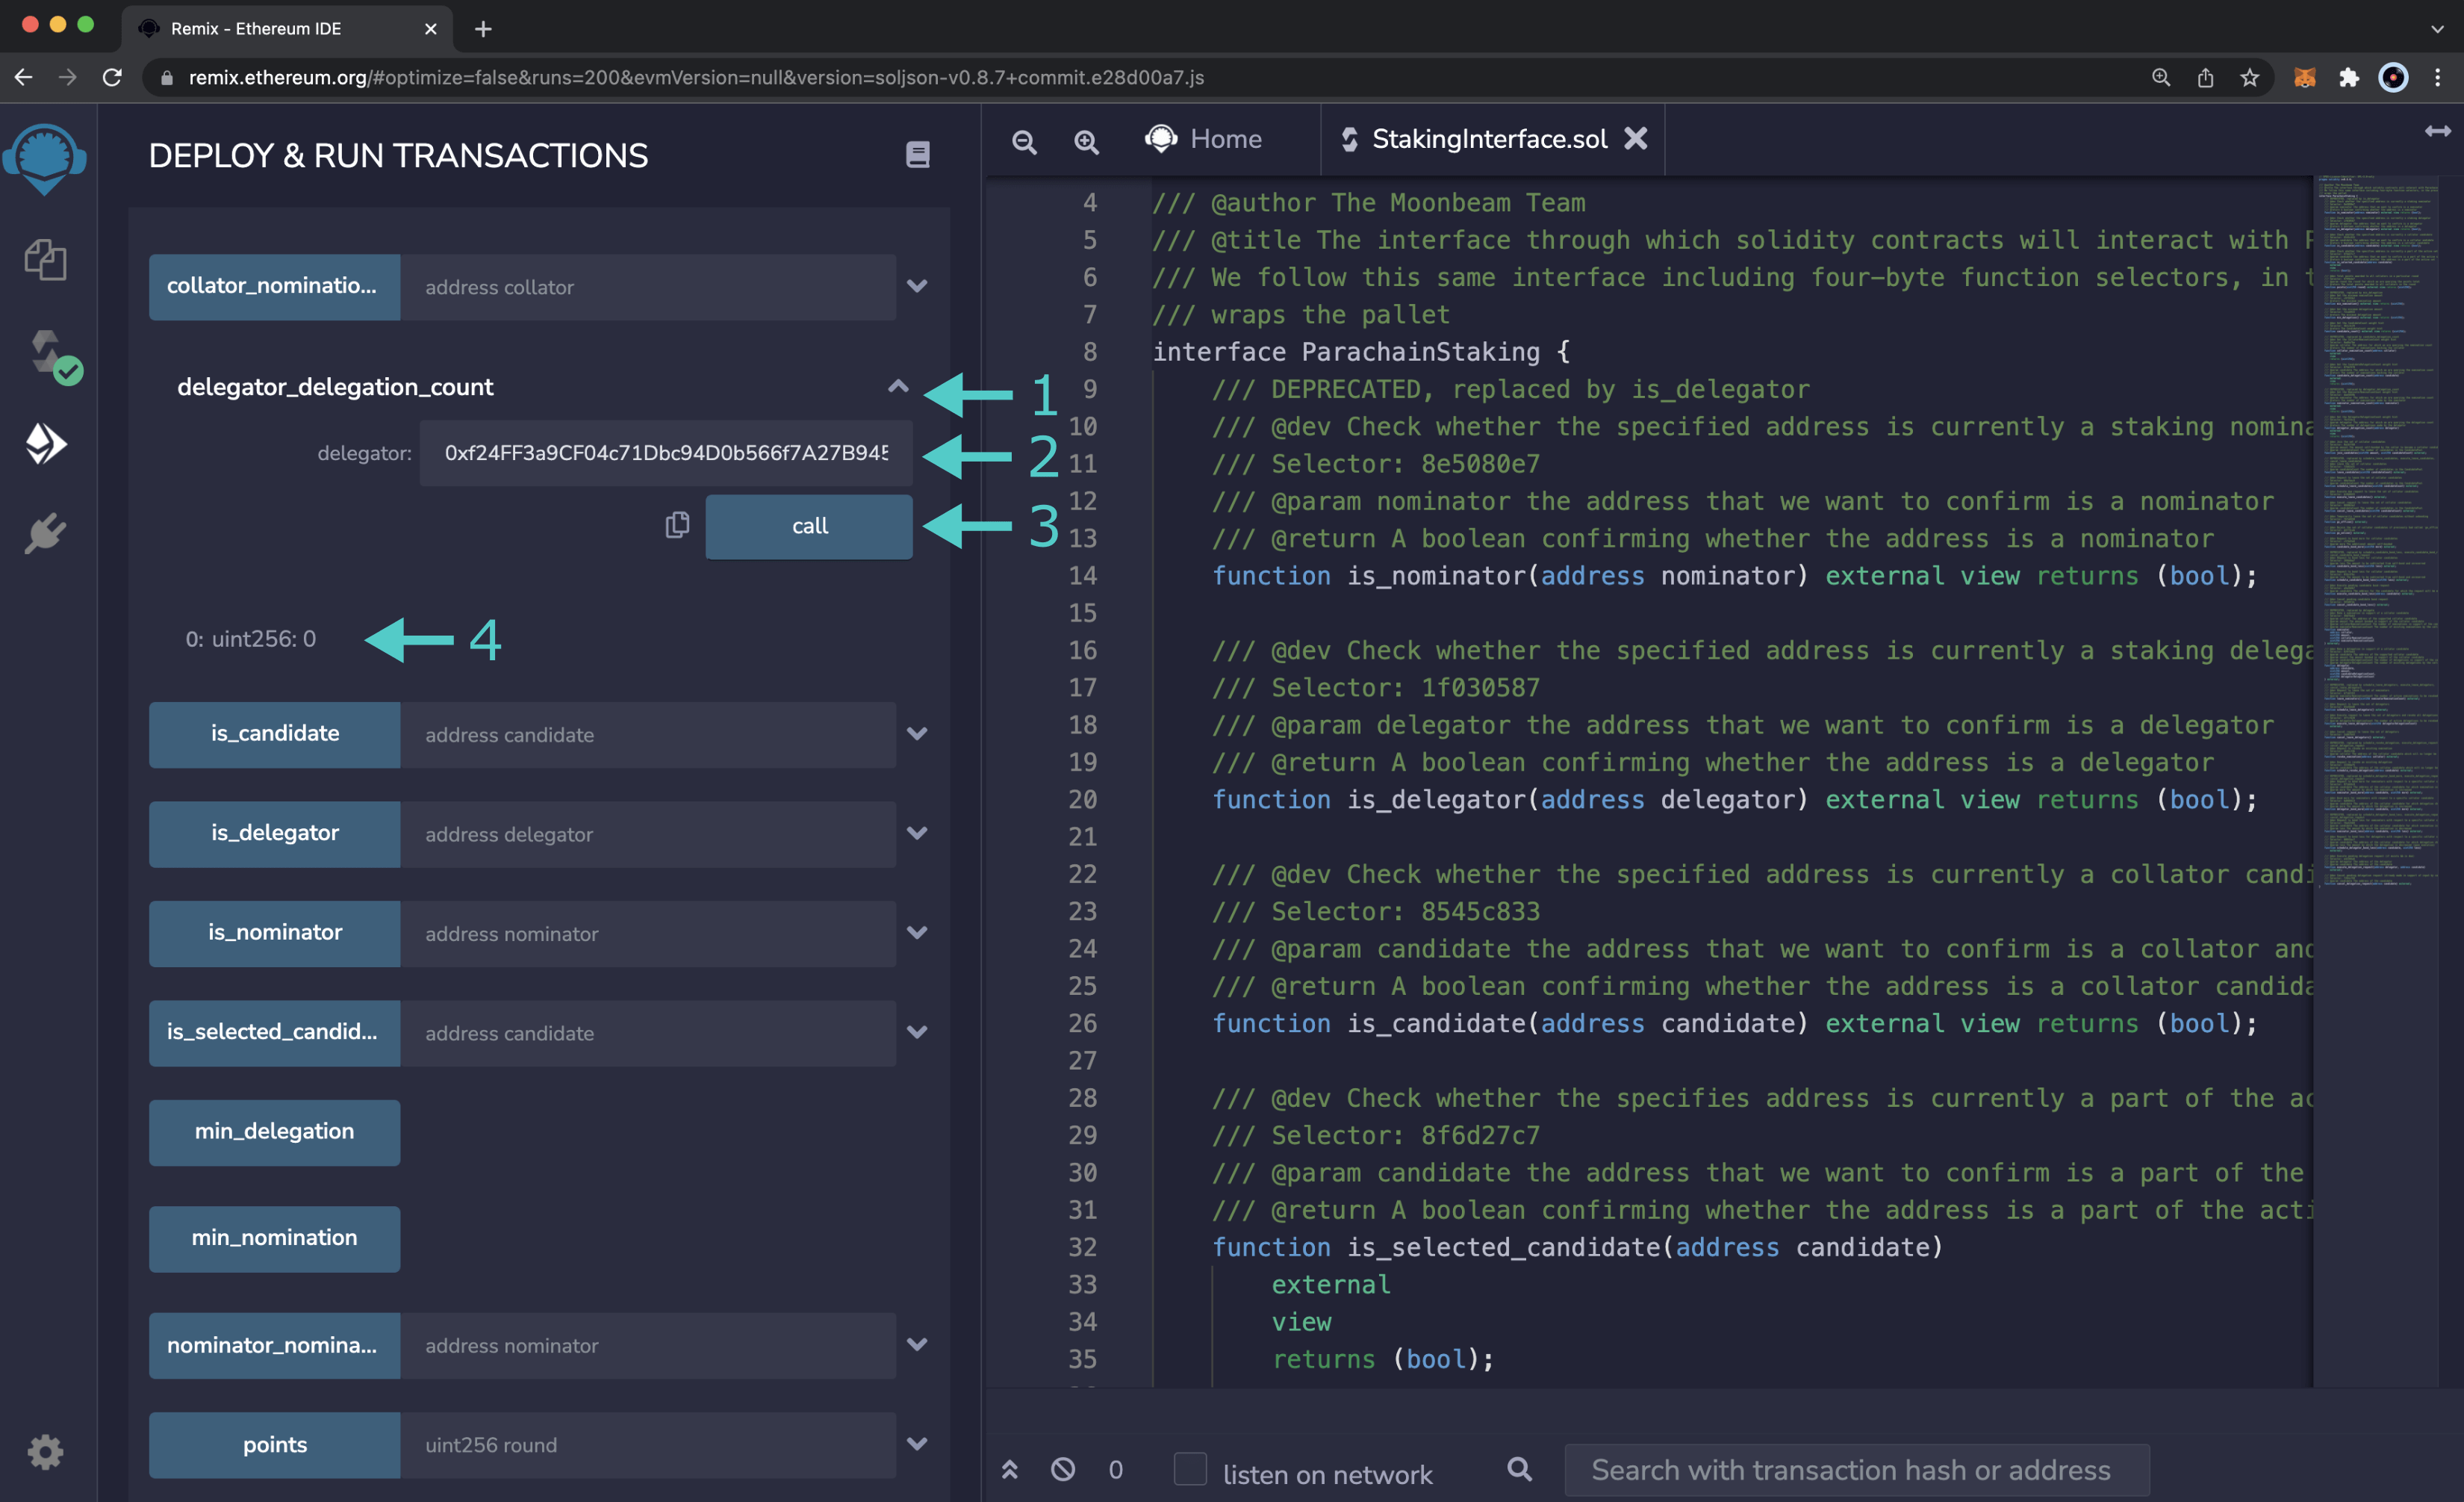 Remix - Ethereum IDE
remix.ethereum.org/#optimize=false&runs=200&evmVersion=null&version=soljson-v0.8.7+commit.e28d00a7.js
DEPLOY & RUN TRANSACTIONS
collator_nominatio... address collator
delegator_delegation_count
1
delegator: 0xf24FF3a9CF04c71Dbc94D0b566f7A27B945
2
call
3
0: uint256: 0
4
is_candidate address candidate
is_delegator address delegator
is_nominator address nominator
is_selected_candid... address candidate
min_delegation
min_nomination
nominator_nomina... address nominator
points uint256 round
Home
StakingInterface.sol
4 /// @author The Moonbeam Team
5 /// @title The interface through which solidity contracts will interact with P
6 /// We follow this same interface including four-byte function selectors, in t
7 /// wraps the pallet
8 interface ParachainStaking {
9 /// DEPRECATED, replaced by is_delegator
10 /// @dev Check whether the specified address is currently a staking nomina
11 /// Selector: 8e5080e7
12 /// @param nominator the address that we want to confirm is a nominator
13 /// @return A boolean confirming whether the address is a nominator
14 function is_nominator(address nominator) external view returns (bool);
15
16 /// @dev Check whether the specified address is currently a staking delega
17 /// Selector: 1f030587
18 /// @param delegator the address that we want to confirm is a delegator
19 /// @return A boolean confirming whether the address is a delegator
20 function is_delegator(address delegator) external view returns (bool);
21
22 /// @dev Check whether the specified address is currently a collator candi
23 /// Selector: 8545c833
24 /// @param candidate the address that we want to confirm is a collator and
25 /// @return A boolean confirming whether the address is a collator candida
26 function is_candidate(address candidate) external view returns (bool);
27
28 /// @dev Check whether the specifies address is currently a part of the ac
29 /// Selector: 8f6d27c7
30 /// @param candidate the address that we want to confirm is a part of the
31 /// @return A boolean confirming whether the address is a part of the acti
32 function is_selected_candidate(address candidate)
33 external
34 view
35 returns (bool);
0
listen on network
Search with transaction hash or address